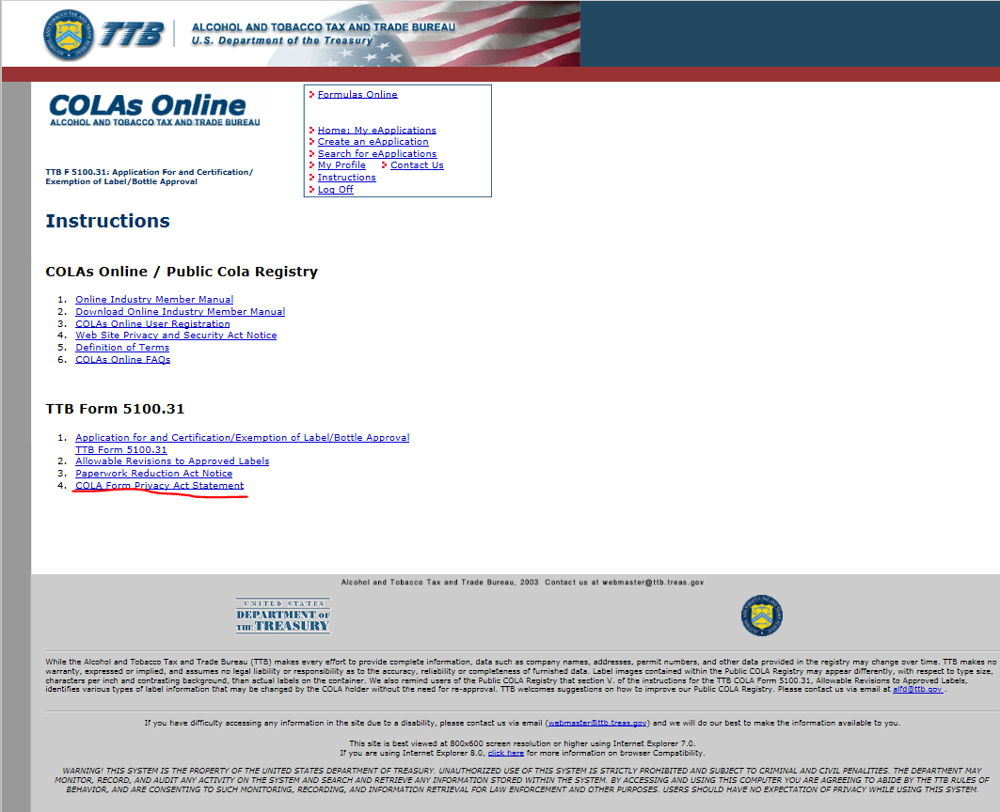 TTB
ALCOHOL AND TOBACCO TAX AND TRADE BUREAU
U.S. Department of the Treasury
COLAs Online
ALCOHOL AND TOBACCO TAX AND TRADE BUREAU
TTB F 5100.31: Application For and Certification/
Exemption of Label/Bottle Approval
Formulas Online
Home: My eApplications
Create an eApplication
Search for eApplications
My Profile Contact Us
Instructions
Log Off
Instructions
COLAs Online / Public Cola Registry
1. Online Industry Member Manual
2. Download Online Industry Member Manual
3. COLAs Online User Registration
4. Web Site Privacy and Security Act Notice
5. Definition of Terms
6. COLAs Online FAQs
TTB Form 5100.31
1. Application for and Certification/Exemption of Label/Bottle Approval
TTB Form 5100.31
2. Allowable Revisions to Approved Labels
3. Paperwork Reduction Act Notice
4. COLA Form Privacy Act Statement
Alcohol and Tobacco Tax and Trade Bureau, 2003 Contact us at webmaster@ttb.treas.gov
UNITED STATES
DEPARTMENT OF
THE TREASURY
While the Alcohol and Tobacco Tax and Trade Bureau (TTB) makes every effort to provide complete information, data such as company names, addresses, permit numbers, and other data provided in the registry may change over time. TTB makes no
warranty, expressed or implied, and assumes no legal liability or responsibility as to the accuracy, reliability or completeness of furnished data. Label images contained within the Public COLA Registry may appear differently, with respect to type size,
characters per inch and contrasting background, than actual labels on the container. We also remind users of the Public COLA Registry that section V. of the instructions for the TTB COLA Form 5100.31, Allowable Revisions to Approved Labels,
identifies various types of label information that may be changed by the COLA holder without the need for re-approval. TTB welcomes suggestions on how to improve our Public COLA Registry. Please contact us via email at alfd@ttb.gov .
If you have difficulty accessing any information in the site due to a disability, please contact us via email (webmaster@ttb.treas.gov) and we will do our best to make the information available to you.
This site is best viewed at 800x600 screen resolution or higher using Internet Explorer 7.0.
If you are using Internet Explorer 8.0, click here for more information on browser Compatibility.
WARNING! THIS SYSTEM IS THE PROPERTY OF THE UNITED STATES DEPARTMENT OF TREASURY. UNAUTHORIZED USE OF THIS SYSTEM IS STRICTLY PROHIBITED AND SUBJECT TO CRIMINAL AND CIVIL PENALITIES. THE DEPARTMENT MAY
MONITOR, RECORD, AND AUDIT ANY ACTIVITY ON THE SYSTEM AND SEARCH AND RETRIEVE ANY INFORMATION STORED WITHIN THE SYSTEM. BY ACCESSING AND USING THIS COMPUTER YOU ARE AGREEING TO ABIDE BY THE TTB RULES OF
BEHAVIOR, AND ARE CONSENTING TO SUCH MONITORING, RECORDING, AND INFORMATION RETRIEVAL FOR LAW ENFORCEMENT AND OTHER PURPOSES. USERS SHOULD HAVE NO EXPECTATION OF PRIVACY WHILE USING THIS SYSTEM.